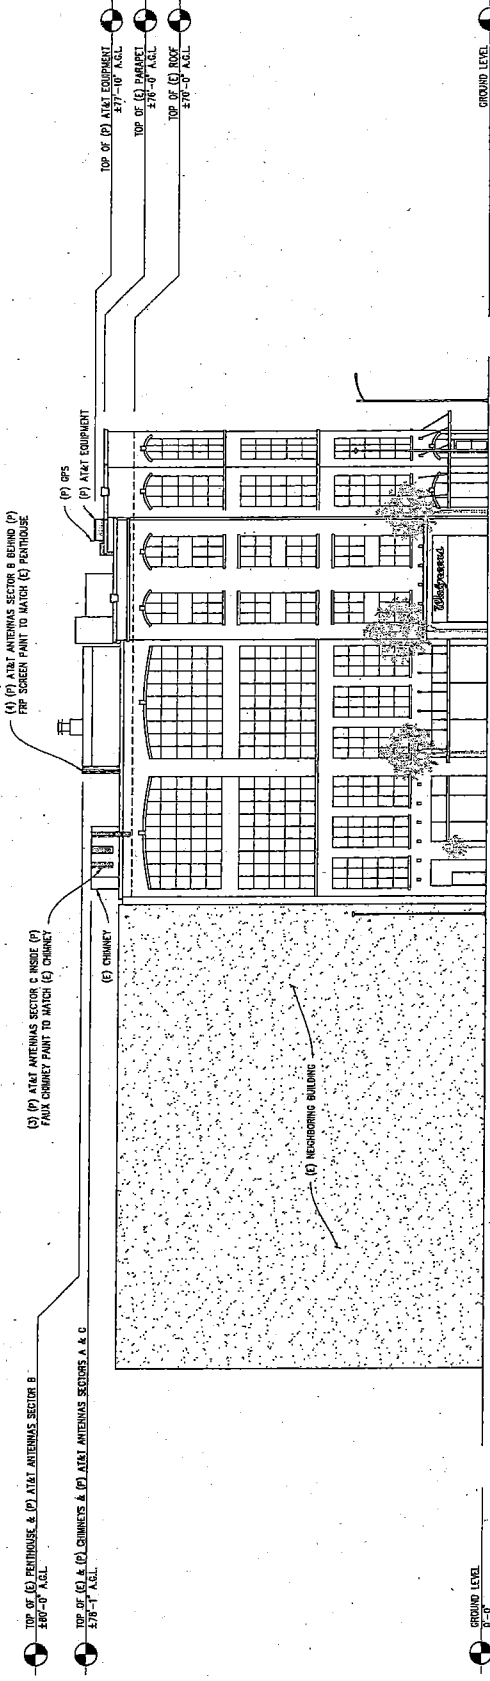 TOP OF (E) PENTHOUSE & (P) AT&T ANTENNAS SECTOR B
±80'-0" A.G.L.
TOP OF (E) & (P) CHIMNEYS & (P) AT&T ANTENNAS SECTORS A & C
±78'-1" A.G.L.
GROUND LEVEL
0'-0"
(3) (P) AT&T ANTENNAS SECTOR C INSIDE (P)
FAUX CHIMNEY PAINT TO MATCH (E) CHIMNEY
(E) CHIMNEY
(E) NEIGHBORING BUILDING
(4) (P) AT&T ANTENNAS SECTOR B BEHIND (P)
FRP SCREEN PAINT TO MATCH (E) PENTHOUSE
(P) GPS
(P) AT&T EQUIPMENT
Walgreens
TOP OF (P) AT&T EQUIPMENT
±77'-10" A.G.L.
TOP OF (E) PARAPET
±76'-0" A.G.L.
TOP OF (E) ROOF
±70'-0" A.G.L.
GROUND LEVEL